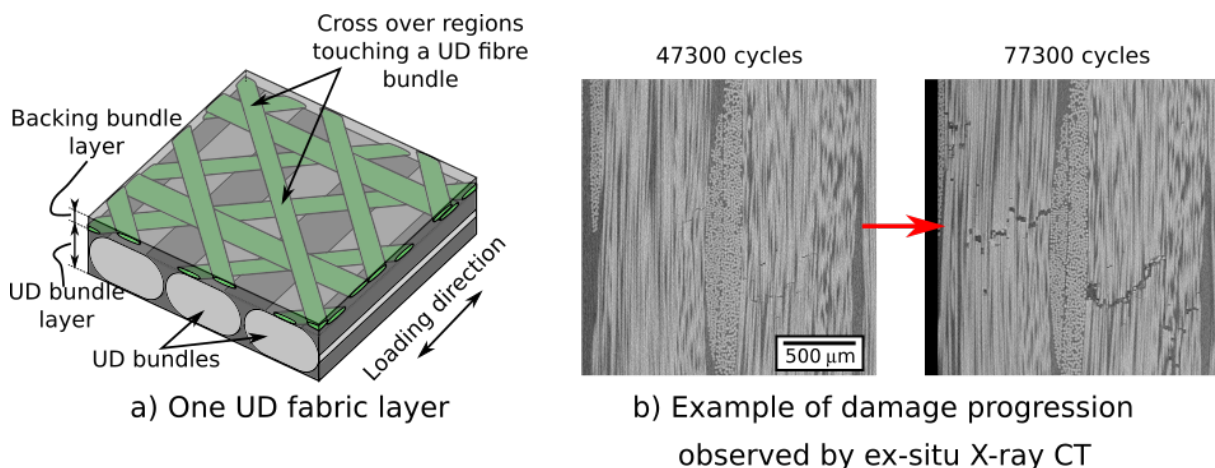 Cross over regions
touching a UD fibre
bundle
Backing bundle
layer
UD bundle
layer
UD bundles
Loading direction
a) One UD fabric layer
47300 cycles
77300 cycles
500 μm
b) Example of damage progression
observed by ex-situ X-ray CT